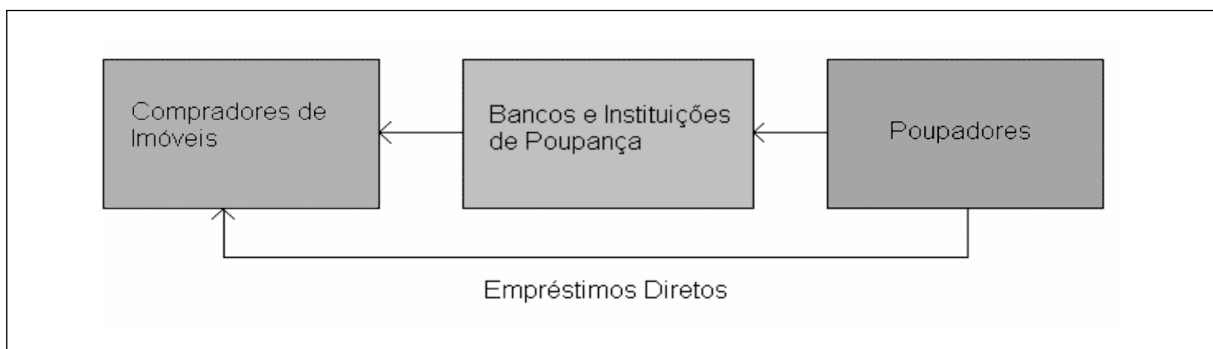 Compradores de
Imóveis
Bancos e Instituições
de Poupança
Poupadores
Empréstimos Diretos